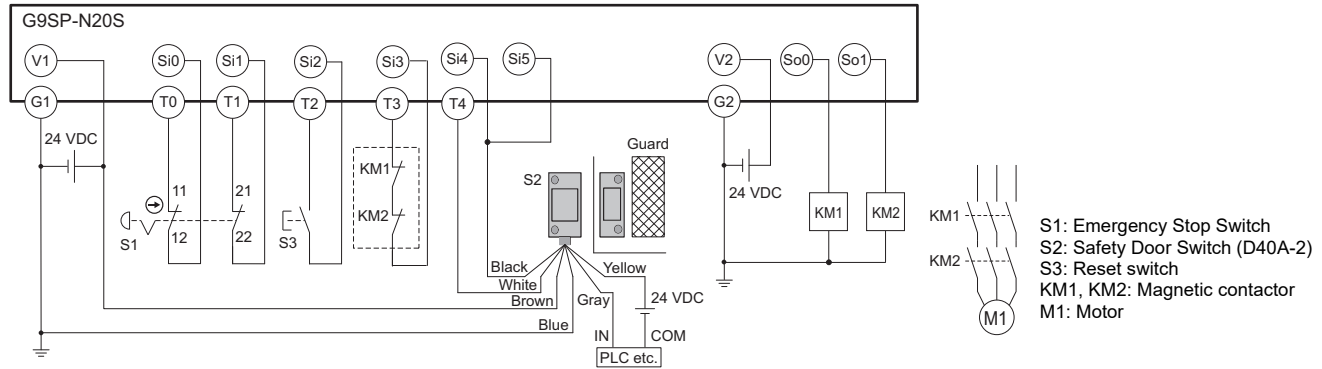 G9SP-N20S
V1 Si0 Si1 Si2 Si3 Si4 Si5 V2 So0 So1
G1 T0 T1 T2 T3 T4 G2
24 VDC
Guard
KM1
S2
24 VDC
11 21
KM2
KM1 KM2
KM1
S1 12 22 S3
KM2
Black Yellow
White
Brown Gray 24 VDC
Blue
IN COM
PLC etc.
M1
S1: Emergency Stop Switch
S2: Safety Door Switch (D40A-2)
S3: Reset switch
KM1, KM2: Magnetic contactor
M1: Motor